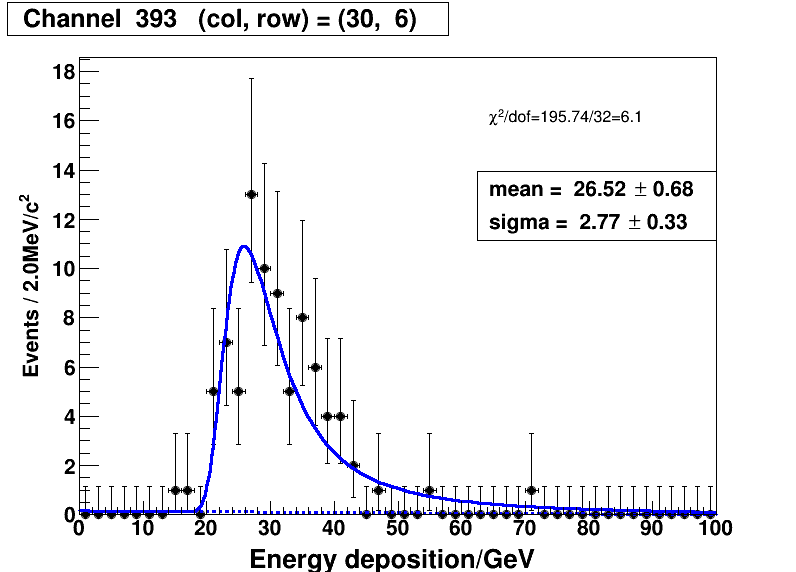 Channel 393 (col, row) = (30, 6)
χ²/dof=195.74/32=6.1
mean = 26.52 ± 0.68
sigma = 2.77 ± 0.33
Events / 2.0MeV/c²
18
16
14
12
10
8
6
4
2
0
0 10 20 30 40 50 60 70 80 90 100
Energy deposition/GeV